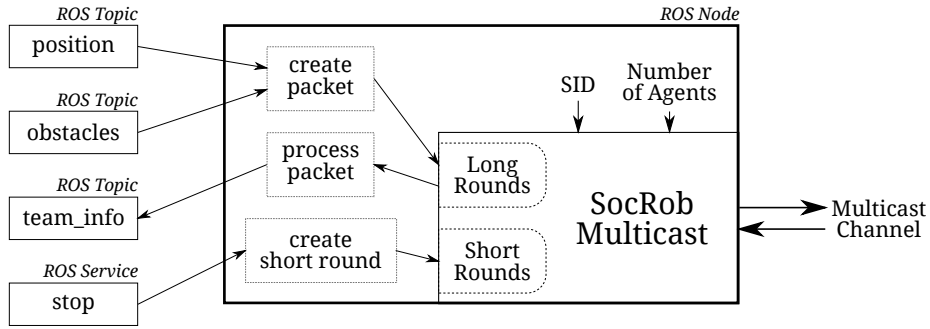 ROS Topic
position
ROS Topic
obstacles
ROS Topic
team_info
ROS Service
stop
ROS Node
create
packet
process
packet
create
short round
SID
Number
of Agents
Long
Rounds
Short
Rounds
SocRob
Multicast
Multicast
Channel